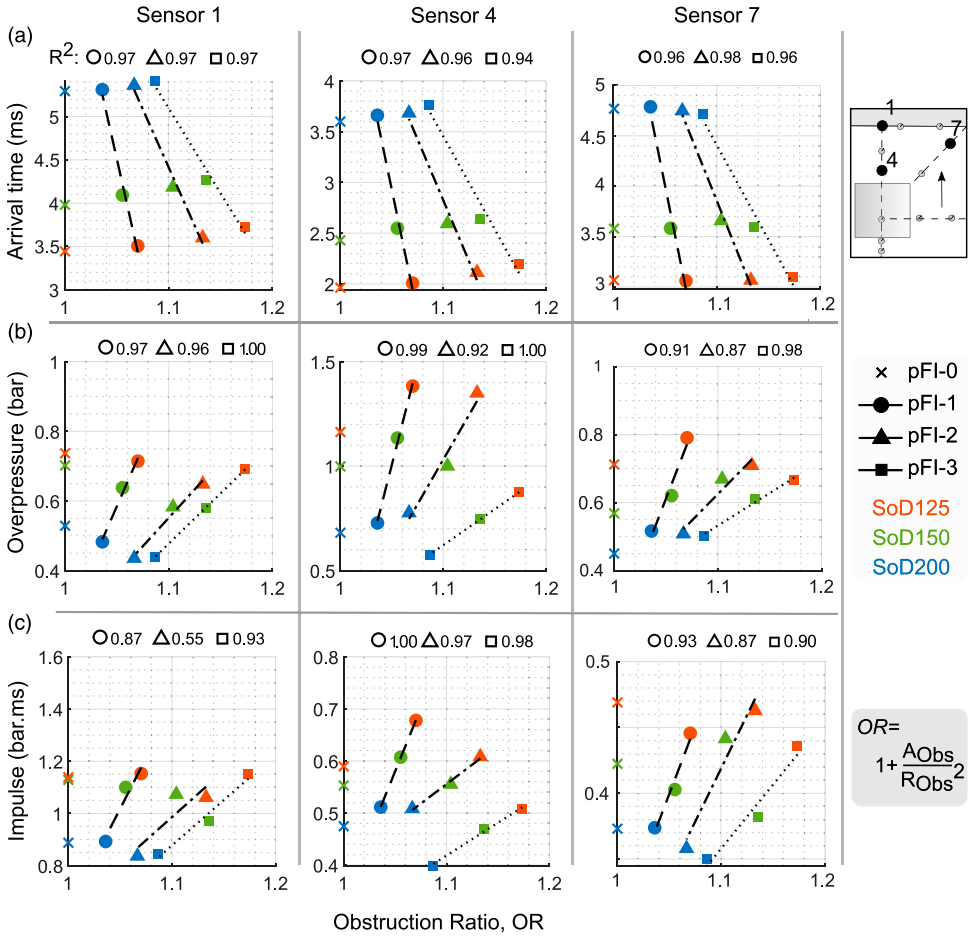 Sensor 1 Sensor 4 Sensor 7
(a)
R²: ○0.97 △0.97 □0.97
○0.97 △0.96 □0.94
○0.96 △0.98 □0.96
Arrival time (ms)
5 4.5 4 3.5 3
1 1.1 1.2
4 3.5 3 2.5 2
1 1.1 1.2
5 4.5 4 3.5 3
1 1.1 1.2
1
7
4
(b)
○0.97 △0.96 □1.00
○0.99 △0.92 □1.00
○0.91 △0.87 □0.98
Overpressure (bar)
1 0.8 0.6 0.4
1 1.1 1.2
1.5 1 0.5
1 1.1 1.2
1 0.8 0.6 0.4
1 1.1 1.2
pFI-0
pFI-1
pFI-2
pFI-3
SoD125
SoD150
SoD200
(c)
○0.87 △0.55 □0.93
○1.00 △0.97 □0.98
○0.93 △0.87 □0.90
Impulse (bar.ms)
1.6 1.4 1.2 1 0.8
1 1.1 1.2
0.8 0.7 0.6 0.5 0.4
1 1.1 1.2
0.5 0.4
1 1.1 1.2
OR=
1+ A_Obs
R_Obs²
Obstruction Ratio, OR